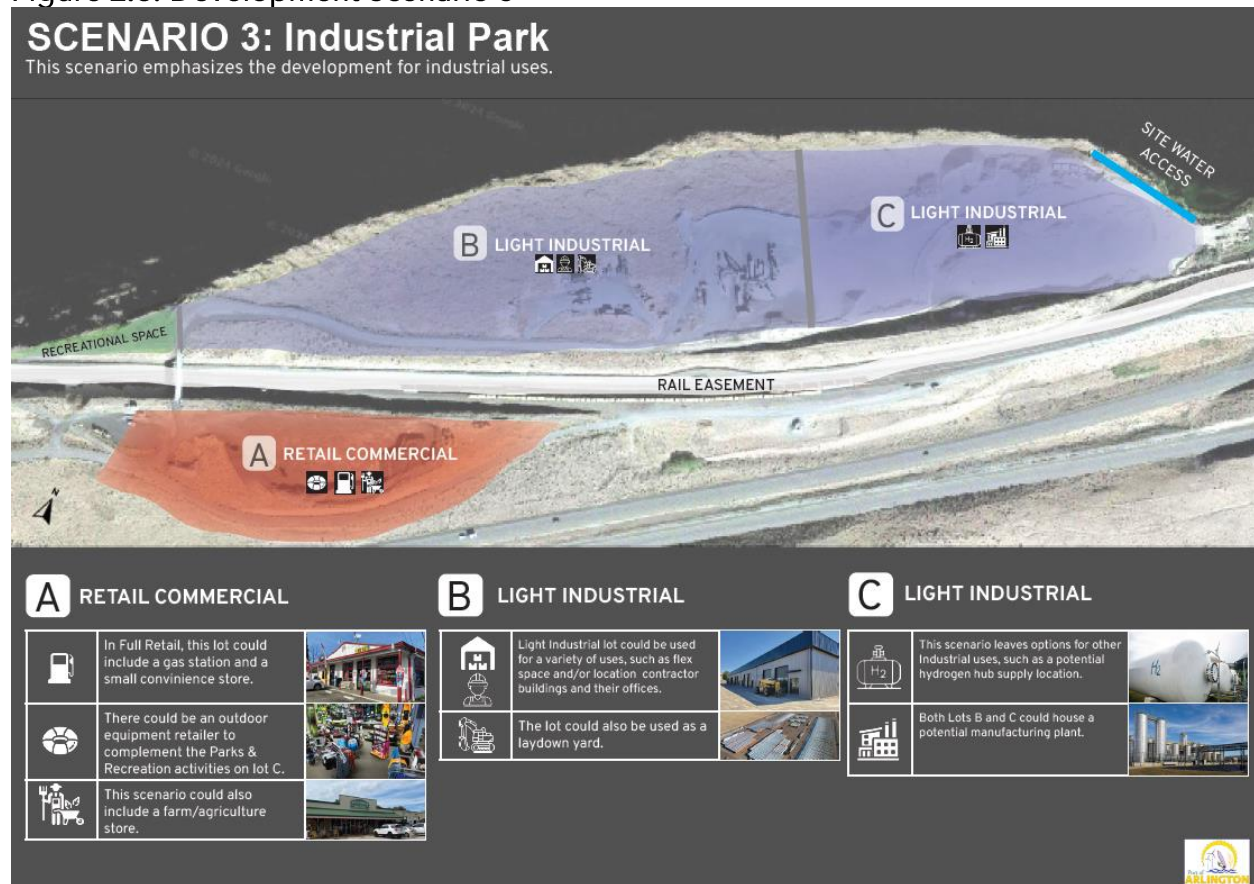 SCENARIO 3: Industrial Park
This scenario emphasizes the development for industrial uses.
SITE WATER
ACCESS
C LIGHT INDUSTRIAL
H2
B LIGHT INDUSTRIAL
RECREATIONAL SPACE
RAIL EASEMENT
A RETAIL COMMERCIAL
N
A RETAIL COMMERCIAL
In Full Retail, this lot could
include a gas station and a
small convinience store.
There could be an outdoor
equipment retailer to
complement the Parks &
Recreation activities on lot C.
This scenario could also
include a farm/agriculture
store.
B LIGHT INDUSTRIAL
Light Industrial lot could be used
for a variety of uses, such as flex
space and/or location contractor
buildings and their offices.
The lot could also be used as a
laydown yard.
C LIGHT INDUSTRIAL
H2
This scenario leaves options for other
Industrial uses, such as a potential
hydrogen hub supply location.
H2
Both Lots B and C could house a
potential manufacturing plant.
Port of
ARLINGTON